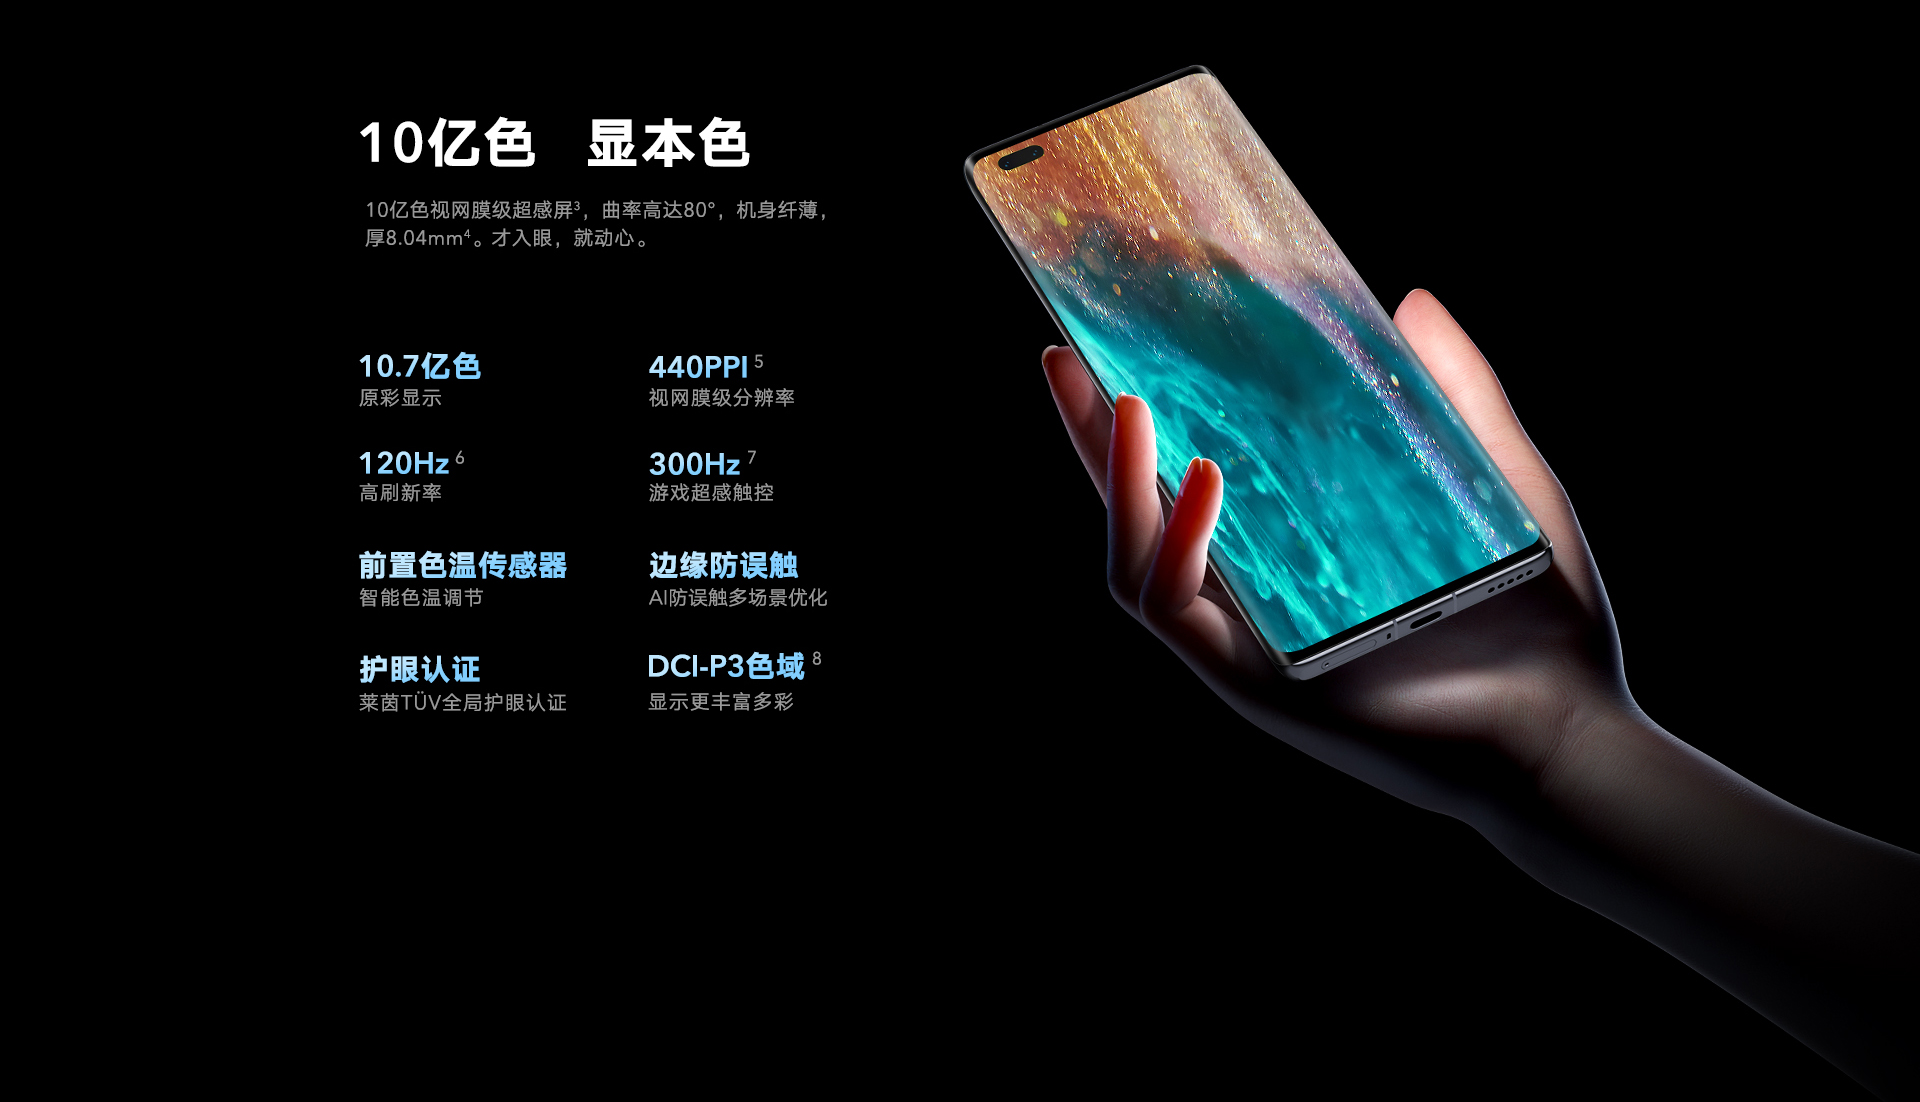 10亿色 显本色
10亿色视网膜级超感屏3，曲率高达80°，机身纤薄，
厚8.04mm4。才入眼，就动心。
10.7亿色
原彩显示
440PPI 5
视网膜级分辨率
120Hz 6
高刷新率
300Hz 7
游戏超感触控
前置色温传感器
智能色温调节
边缘防误触
AI防误触多场景优化
护眼认证
莱茵TÜV全局护眼认证
DCI-P3色域 8
显示更丰富多彩